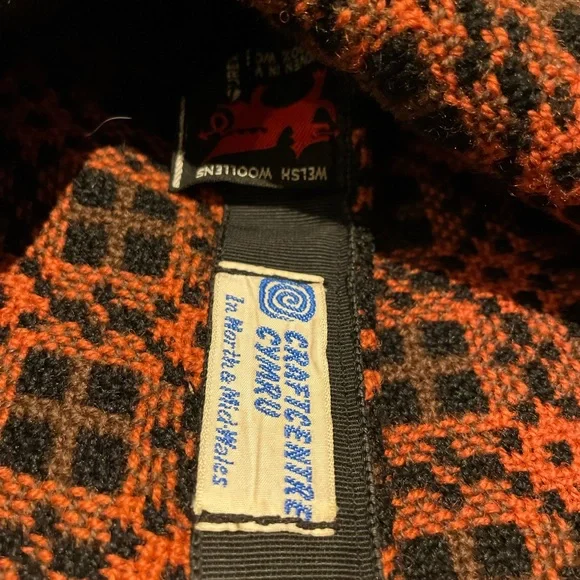 WELSH WOOLLENS
CRAFTCENTRE
CYMRU
In North & Mid-Wales